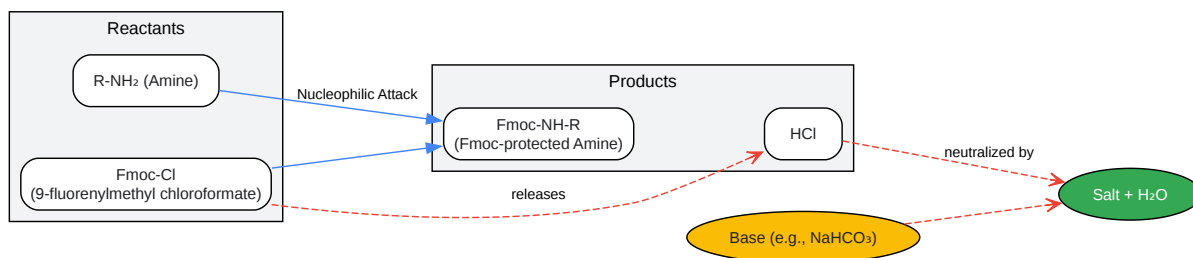 Reactants
R-NH₂ (Amine)
Fmoc-Cl
(9-fluorenylmethyl chloroformate)
Nucleophilic Attack
releases
Products
Fmoc-NH-R
(Fmoc-protected Amine)
HCl
neutralized by
Base (e.g., NaHCO₃)
Salt + H₂O